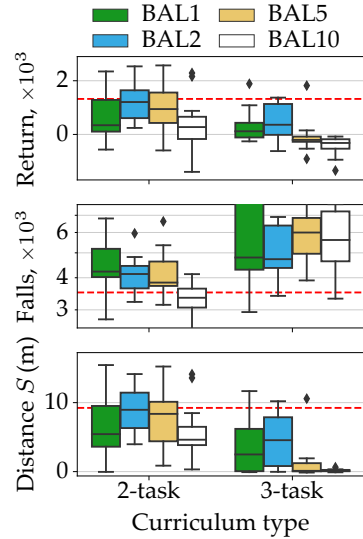 BAL1 BAL5
BAL2 BAL10
Return, ×10³
2
0
Falls, ×10³
6
4
3
Distance S (m)
10
0
2-task 3-task
Curriculum type